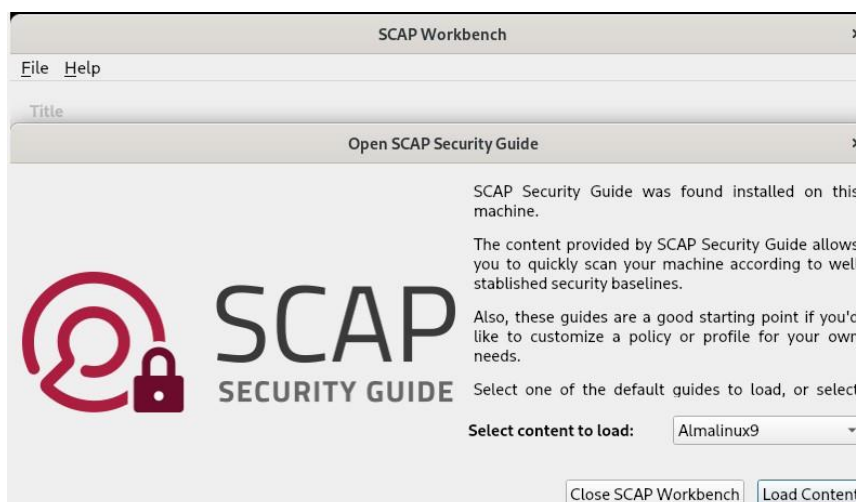 SCAP Workbench
File Help
Title
Open SCAP Security Guide
SCAP Security Guide was found installed on this
machine.
The content provided by SCAP Security Guide allows
you to quickly scan your machine according to well
stablished security baselines.
Also, these guides are a good starting point if you'd
like to customize a policy or profile for your own
needs.
Select one of the default guides to load, or select
SCAP
SECURITY GUIDE
Select content to load: Almalinux9
Close SCAP Workbench Load Content